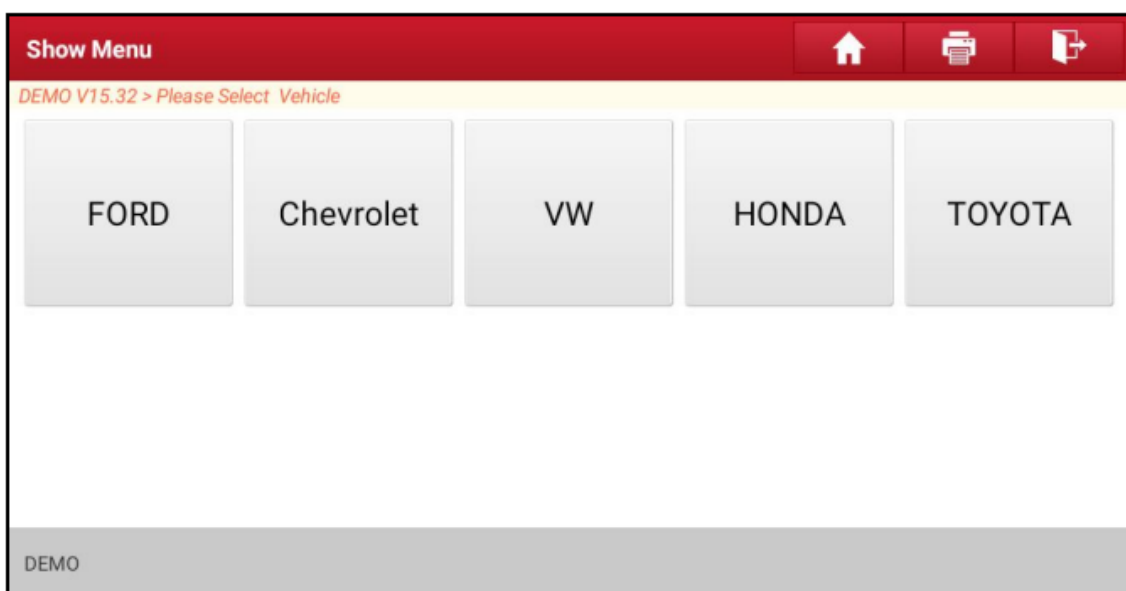 Show Menu
DEMO V15.32 > Please Select Vehicle
FORD Chevrolet VW HONDA TOYOTA
DEMO